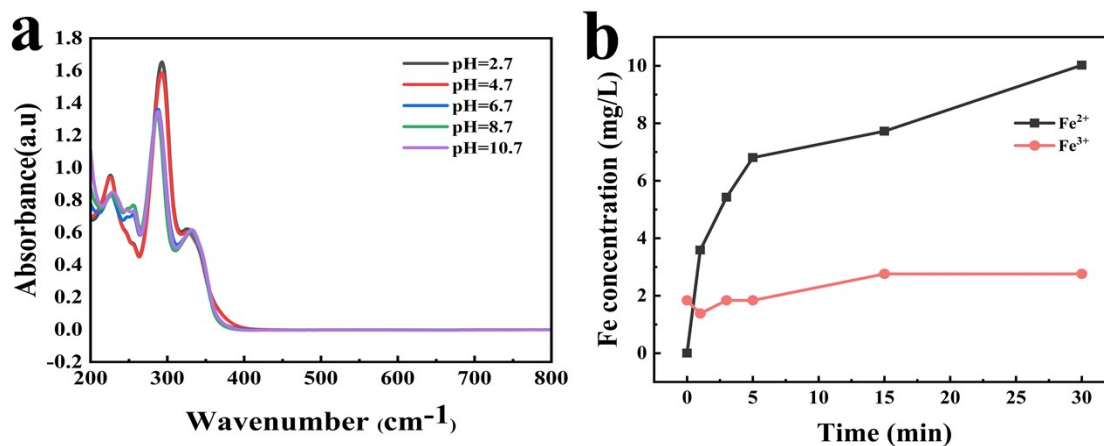 a
1.8
1.6
1.4
1.2
1.0
0.8
0.6
0.4
0.2
0.0
-0.2
200 300 400 500 600 700 800
Absorbance(a.u)
Wavenumber (cm-1)
pH=2.7
pH=4.7
pH=6.7
pH=8.7
pH=10.7
b
10
8
6
4
2
0
0 5 10 15 20 25 30
Fe concentration (mg/L)
Time (min)
Fe²⁺
Fe³⁺